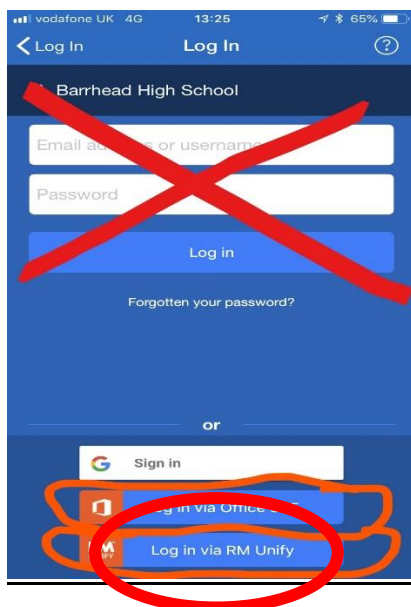 vodafone UK 4G 13:25 65%
Log In Log In ?
Barrhead High School
Email address or username
Password
Log in
Forgotten your password?
or
G Sign in
Log in via Office
Log in via RM Unify